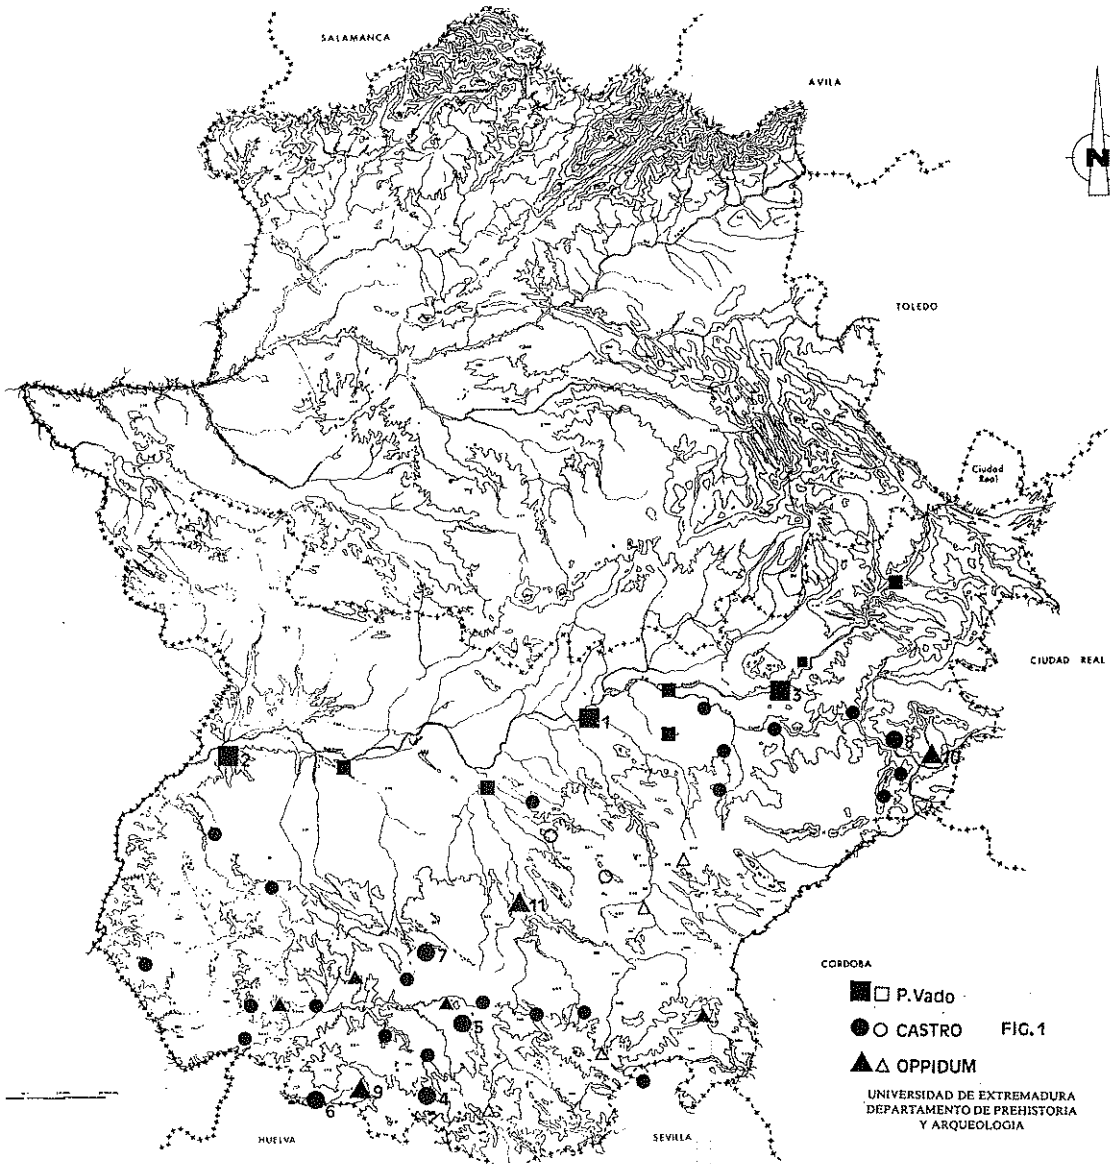 SALAMANCA
AVILA
N
TOLEDO
Ciudad
Real
CIUDAD REAL
3
1
2
8
10
11
7
5
9
4
6
CORDOBA
P.Vado
CASTRO
FIG.1
OPPIDUM
UNIVERSIDAD DE EXTREMADURA
DEPARTAMENTO DE PREHISTORIA
Y ARQUEOLOGIA
HUELVA
SEVILLA